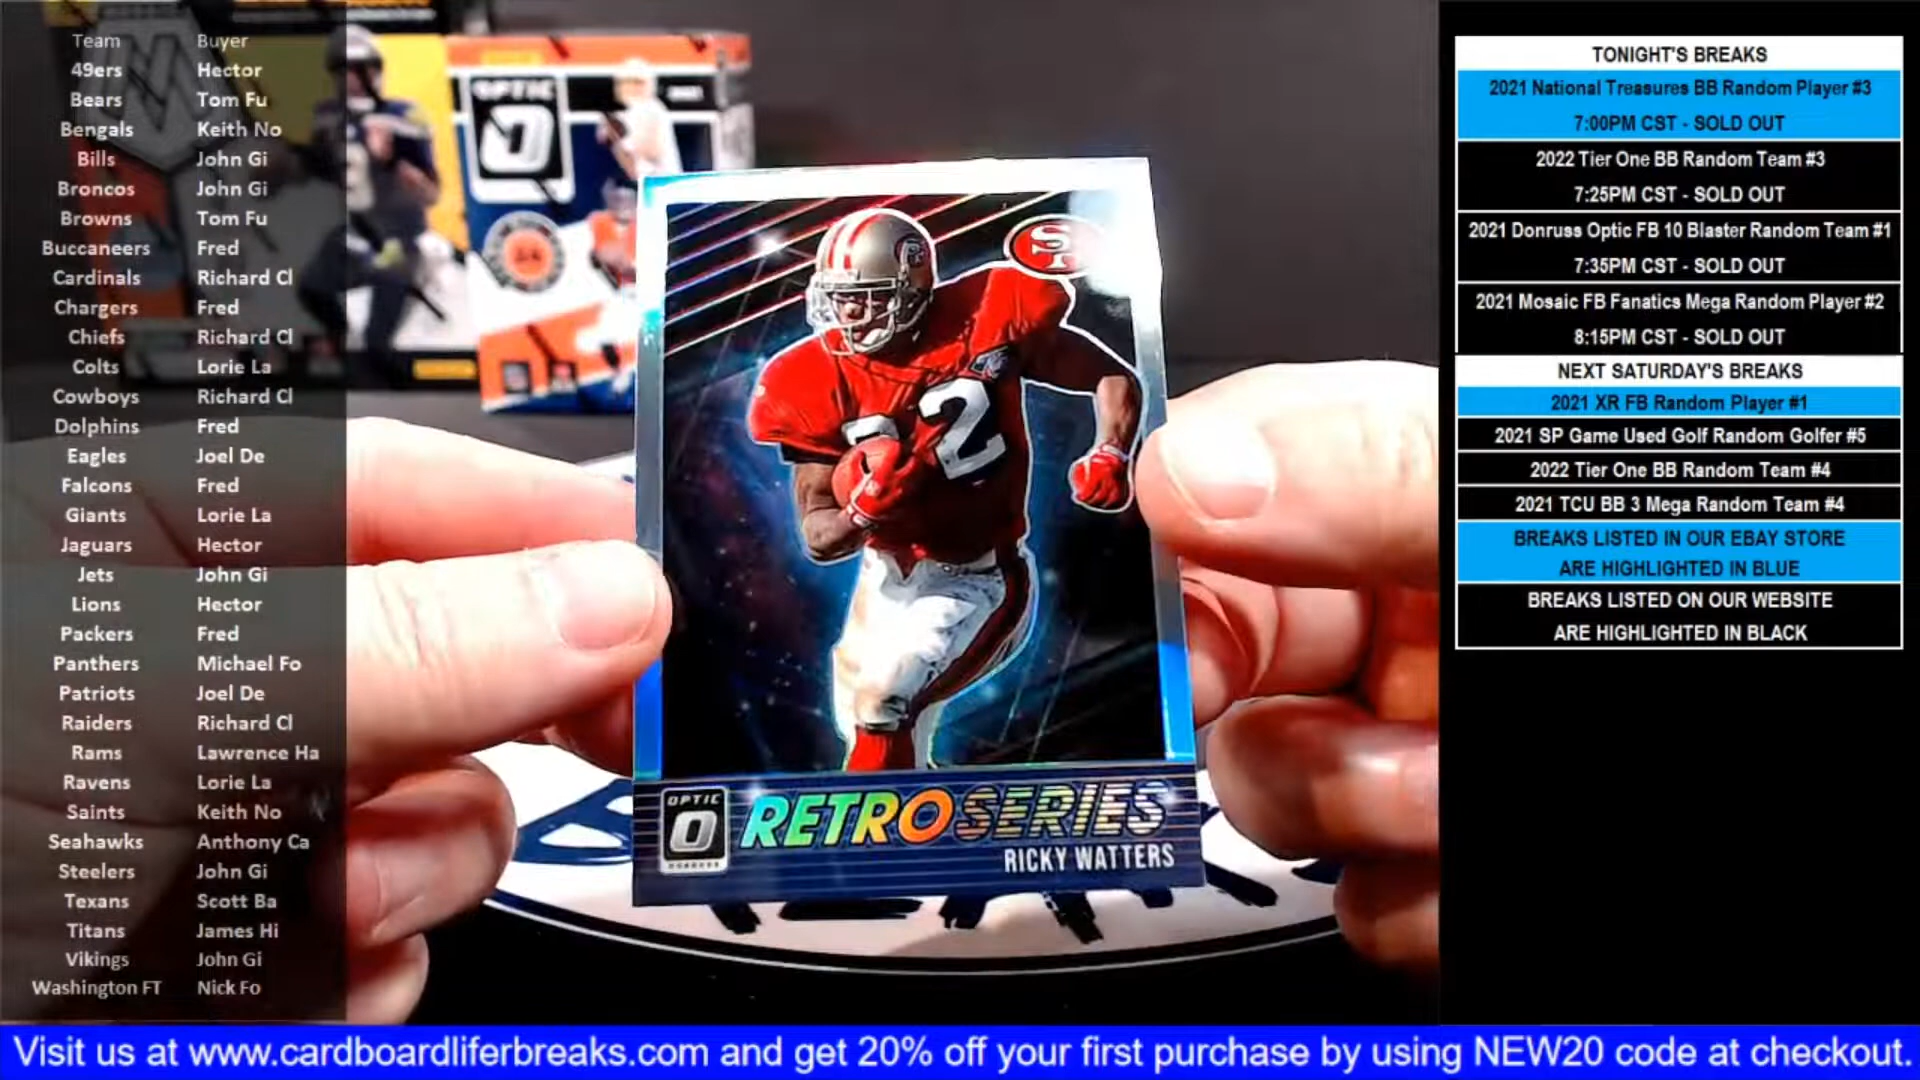 Team Buyer
49ers Hector
Bears Tom Fu
Bengals Keith No
Bills John Gi
Broncos John Gi
Browns Tom Fu
Buccaneers Fred
Cardinals Richard Cl
Chargers Fred
Chiefs Richard Cl
Colts Lorie La
Cowboys Richard Cl
Dolphins Fred
Eagles Joel De
Falcons Fred
Giants Lorie La
Jaguars Hector
Jets John Gi
Lions Hector
Packers Fred
Panthers Michael Fo
Patriots Joel De
Raiders Richard Cl
Rams Lawrence Ha
Ravens Lorie La
Saints Keith No
Seahawks Anthony Ca
Steelers John Gi
Texans Scott Ba
Titans James Hi
Vikings John Gi
Washington FT Nick Fo
OPTIC
SF
2
OPTIC
RETRO SERIES
DONRUSS
RICKY WATTERS
TONIGHT'S BREAKS
2021 National Treasures BB Random Player #3
7:00PM CST - SOLD OUT
2022 Tier One BB Random Team #3
7:25PM CST - SOLD OUT
2021 Donruss Optic FB 10 Blaster Random Team #1
7:35PM CST - SOLD OUT
2021 Mosaic FB Fanatics Mega Random Player #2
8:15PM CST - SOLD OUT
NEXT SATURDAY'S BREAKS
2021 XR FB Random Player #1
2021 SP Game Used Golf Random Golfer #5
2022 Tier One BB Random Team #4
2021 TCU BB 3 Mega Random Team #4
BREAKS LISTED IN OUR EBAY STORE
ARE HIGHLIGHTED IN BLUE
BREAKS LISTED ON OUR WEBSITE
ARE HIGHLIGHTED IN BLACK
Visit us at www.cardboardliferbreaks.com and get 20% off your first purchase by using NEW20 code at checkout.